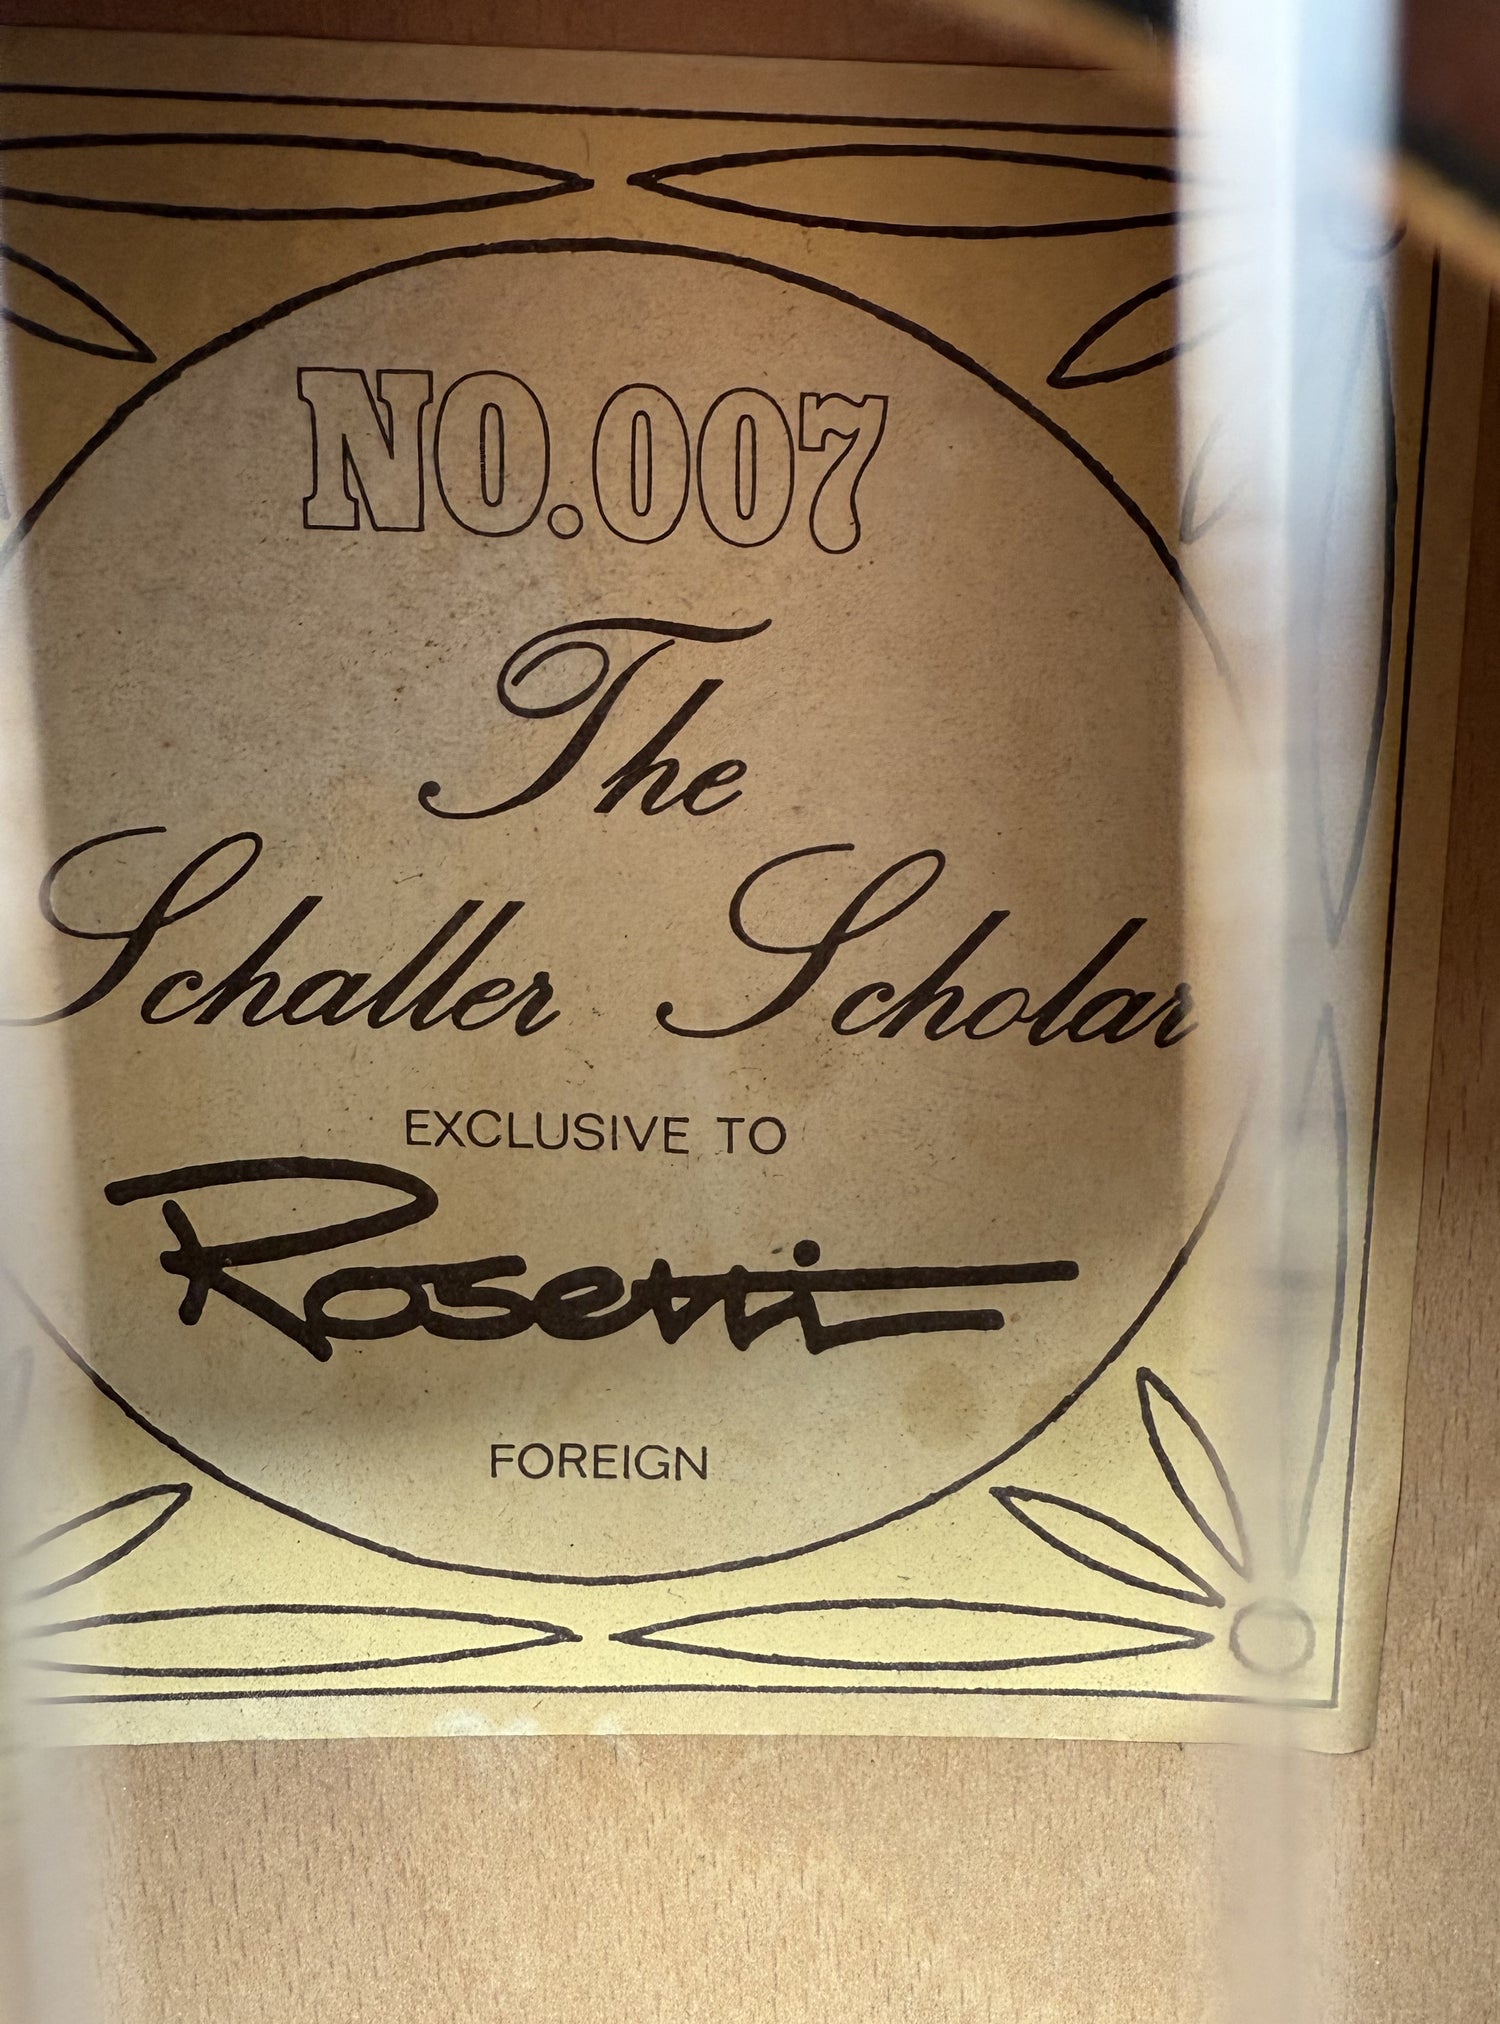 NO.007
The
Schaller Scholar
EXCLUSIVE TO
Rosetti
FOREIGN